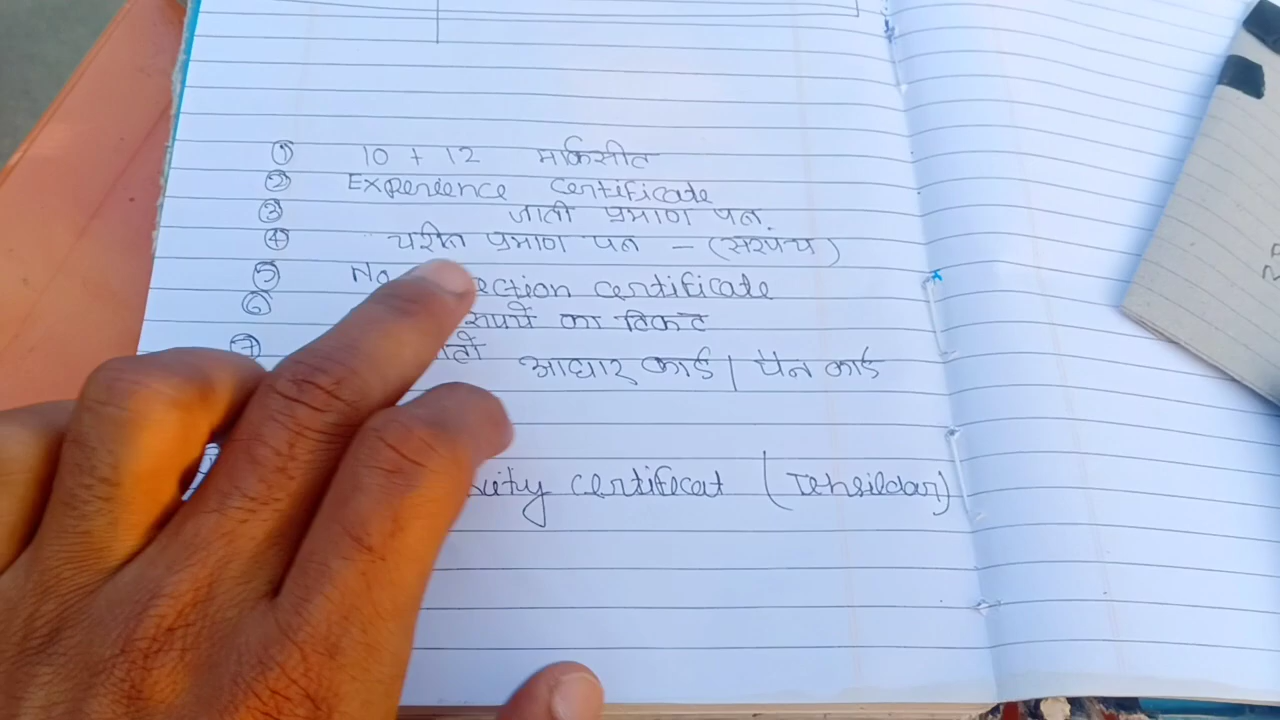 ① 10 + 12 मार्कसीत
② Experience certificate
③ जाती प्रमाण पत्र
④ चरीत प्रमाण पत्र - (सरपंच)
⑤ No ection certificate
⑥ रुपये का टिकट
⑦ आधार कार्ड / पैन कार्ड
certificat (Tehsildar)